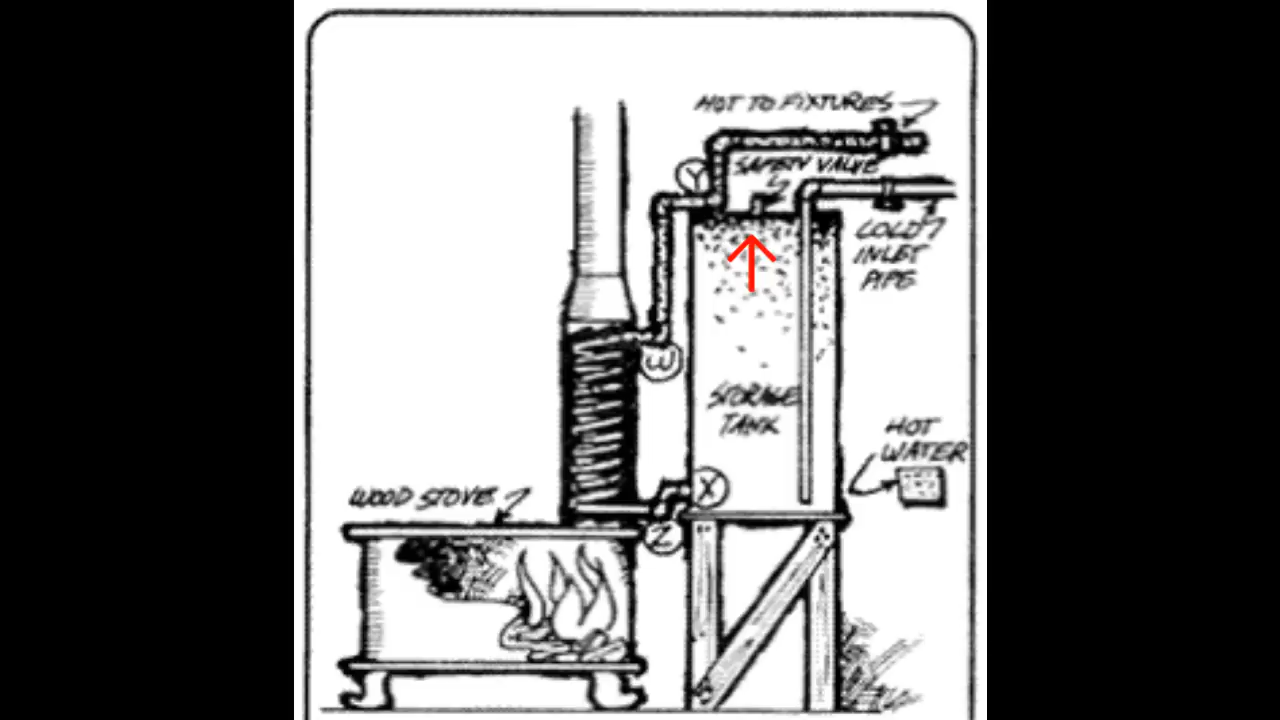 HOT TO FIXTURES
Y
SAFETY VALVE
COLD
INLET
PIPE
W
STORAGE
TANK
HOT
WATER
X
WOOD STOVE
Z